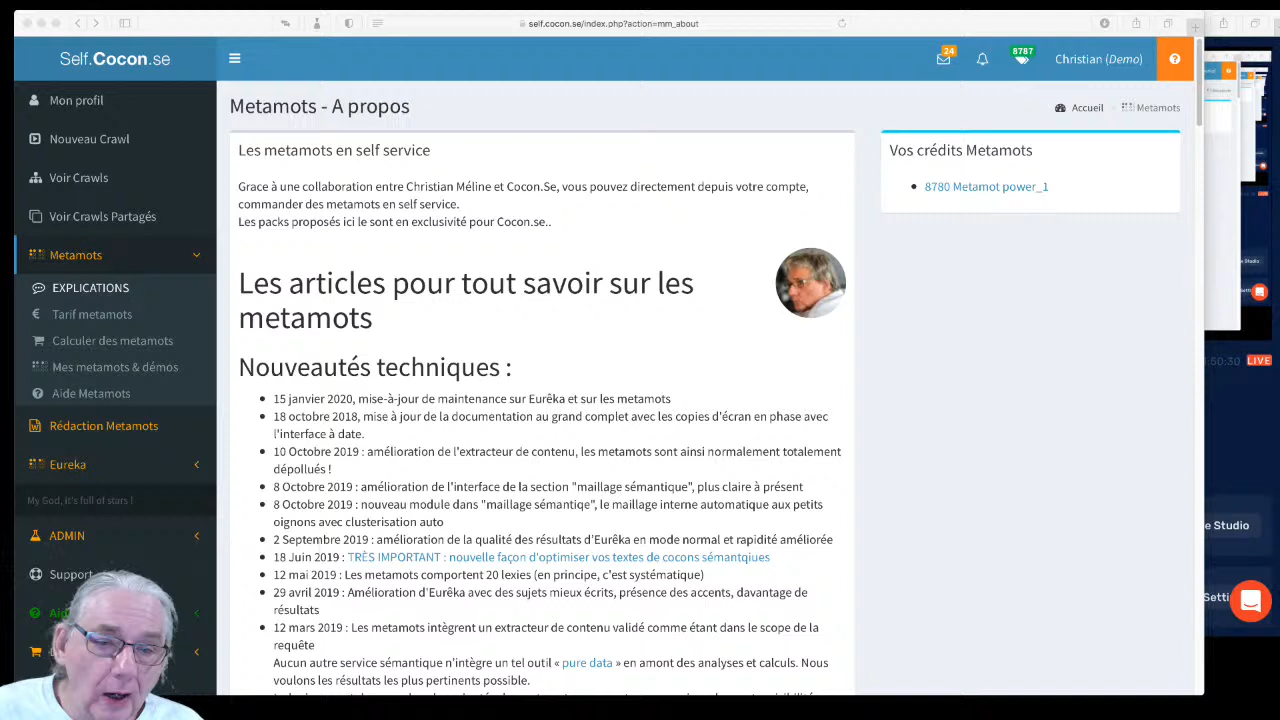 self.cocon.se/index.php?action=mm_about
Self.Cocon.se
24
8787
Christian (Demo)
Mon profil
Nouveau Crawl
Voir Crawls
Voir Crawls Partagés
Metamots
EXPLICATIONS
Tarif metamots
Calculer des metamots
Mes metamots & démos
Aide Metamots
Rédaction Metamots
Eureka
My God, it's full of stars !
ADMIN
Support
Metamots - A propos
Accueil
Metamots
Les metamots en self service
Grace à une collaboration entre Christian Méline et Cocon.Se, vous pouvez directement depuis votre compte,
commander des metamots en self service.
Les packs proposés ici le sont en exclusivité pour Cocon.se..
Les articles pour tout savoir sur les
metamots
Nouveautés techniques :
15 janvier 2020, mise-à-jour de maintenance sur Eurêka et sur les metamots
18 octobre 2018, mise à jour de la documentation au grand complet avec les copies d'écran en phase avec
l'interface à date.
10 Octobre 2019 : amélioration de l'extracteur de contenu, les metamots sont ainsi normalement totalement
dépollués !
8 Octobre 2019 : amélioration de l'interface de la section "maillage sémantique", plus claire à présent
8 Octobre 2019 : nouveau module dans "maillage sémantiqe", le maillage interne automatique aux petits
oignons avec clusterisation auto
2 Septembre 2019 : amélioration de la qualité des résultats d'Eurêka en mode normal et rapidité améliorée
18 Juin 2019 : TRÈS IMPORTANT : nouvelle façon d'optimiser vos textes de cocons sémantqiues
12 mai 2019 : Les metamots comportent 20 lexies (en principe, c'est systématique)
29 avril 2019 : Amélioration d'Eurêka avec des sujets mieux écrits, présence des accents, davantage de
résultats
12 mars 2019 : Les metamots intègrent un extracteur de contenu validé comme étant dans le scope de la
requête
Aucun autre service sémantique n'intègre un tel outil « pure data » en amont des analyses et calculs. Nous
voulons les résultats les plus pertinents possible.
Vos crédits Metamots
8780 Metamot power_1
:60:30
LIVE
e Studio
Setti